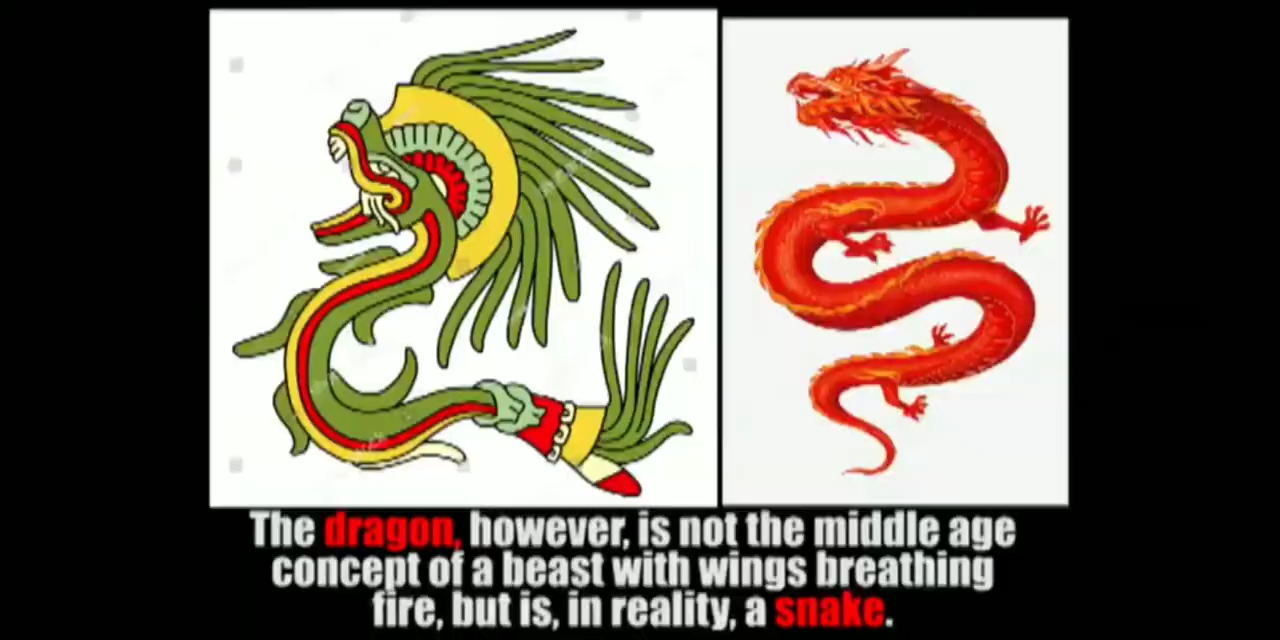 The dragon, however, is not the middle age
concept of a beast with wings breathing
fire, but is, in reality, a snake.